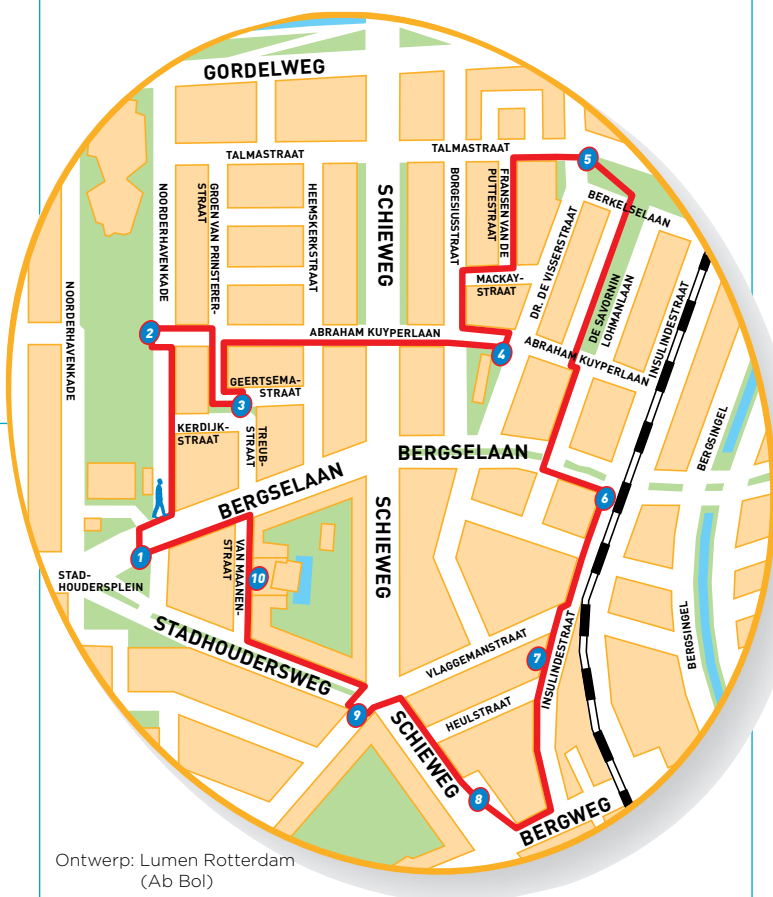 GORDELWEG
TALMASTRAAT
TALMASTRAAT
5
NOORDERHAVENKADE
GROEN VAN PRINSTERER-
STRAAT
HEEMSKERKSTRAAT
SCHIEWEG
BORGESIUSSTRAAT
FRANSEN VAN DE
PUTTESTRAAT
BERKELSELAAN
DR. DE VISSERSTRAAT
MACKAY-
STRAAT
DE SAVORNIN
LOHMANLAAN
INSULINDESTRAAT
NOORDERHAVENKADE
2
ABRAHAM KUYPERLAAN
4
ABRAHAM KUYPERLAAN
GEERTSEMA-
STRAAT
3
KERDIJK-
STRAAT
TREUB-
STRAAT
BERGSELAAN
BERGSELAAN
BERGSINGEL
6
SCHIEWEG
1
STAD-
HOUDERSPLEIN
VAN MAANEN-
STRAAT
10
STADHOUDERSWEG
VLAGGEMANSTRAAT
7
INSULINDESTRAAT
BERGSINGEL
HEULSTRAAT
9
SCHIEWEG
8
BERGWEG
Ontwerp: Lumen Rotterdam
(Ab Bol)